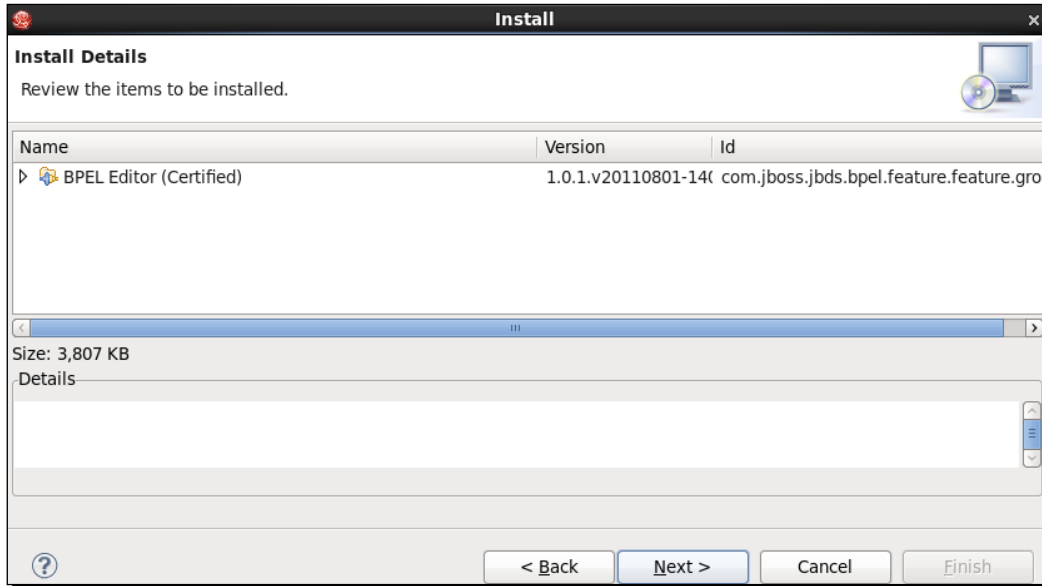 Install
Install Details
Review the items to be installed.
Name Version Id
BPEL Editor (Certified) 1.0.1.v20110801-14( com.jboss.jbds.bpel.feature.feature.gro
Size: 3,807 KB
Details
< Back Next > Cancel Finish